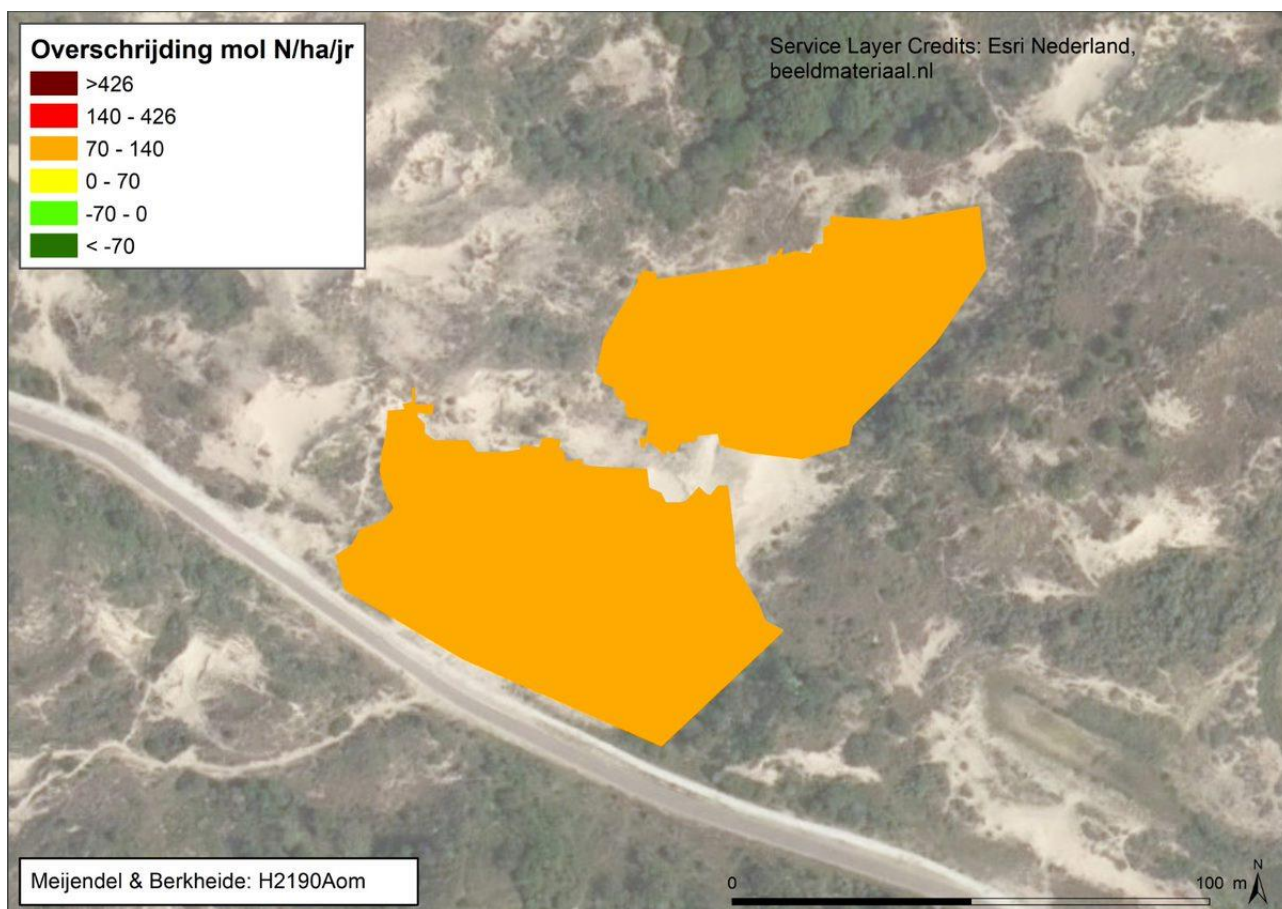 Overschrijding mol N/ha/jr
>426
140 - 426
70 - 140
0 - 70
-70 - 0
< -70
Service Layer Credits: Esri Nederland,
beeldmateriaal.nl
Meijendel & Berkheide: H2190Aom
0 100 m
N